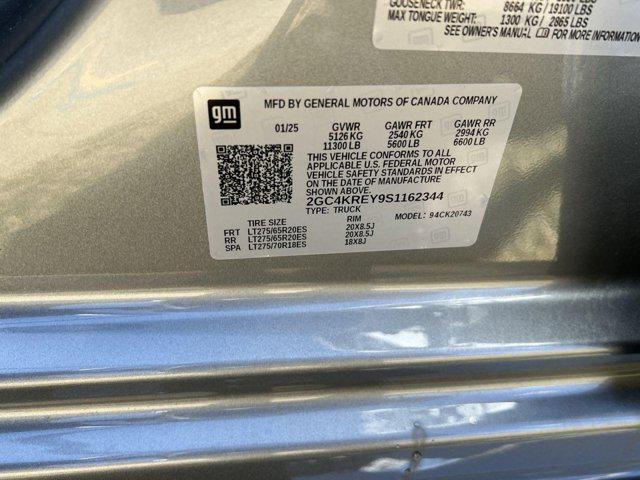 GOOSENECK TWR: 8664 KG / 19100 LBS
MAX TONGUE WEIGHT: 1300 KG / 2865 LBS
SEE OWNER'S MANUAL FOR MORE INFORMATION
gm
MFD BY GENERAL MOTORS OF CANADA COMPANY
01/25 GVWR GAWR FRT GAWR RR
5126 KG 2540 KG 2994 KG
11300 LB 5600 LB 6600 LB
THIS VEHICLE CONFORMS TO ALL
APPLICABLE U.S. FEDERAL MOTOR
VEHICLE SAFETY STANDARDS IN EFFECT
ON THE DATE OF MANUFACTURE SHOWN ABOVE.
2GC4KREY9S1162344
TYPE: TRUCK MODEL: 94CK20743
TIRE SIZE RIM
FRT LT275/65R20ES 20X8.5J
RR LT275/65R20ES 20X8.5J
SPA LT275/70R18ES 18X8J